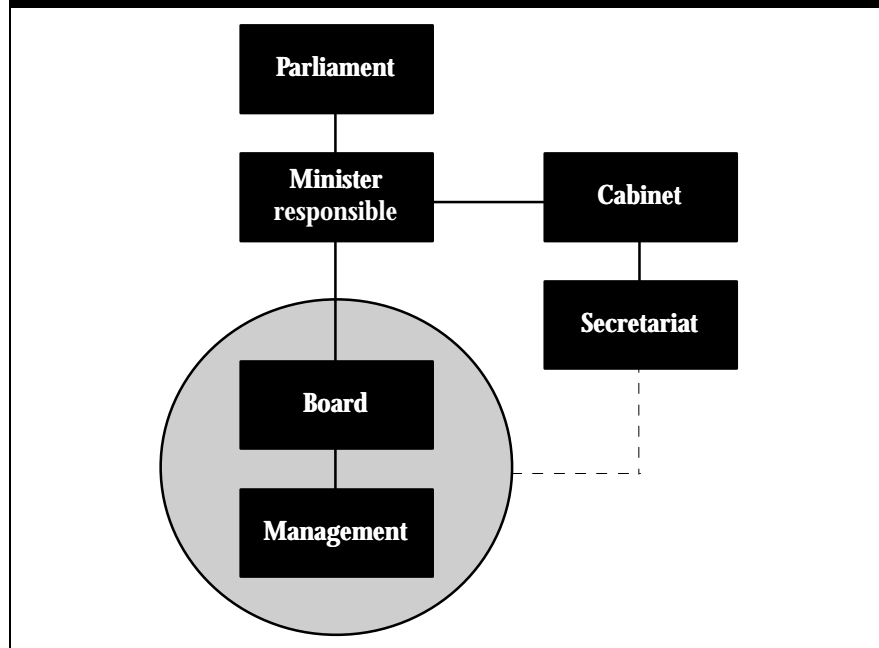 Parliament
Minister
responsible
Cabinet
Secretariat
Board
Management